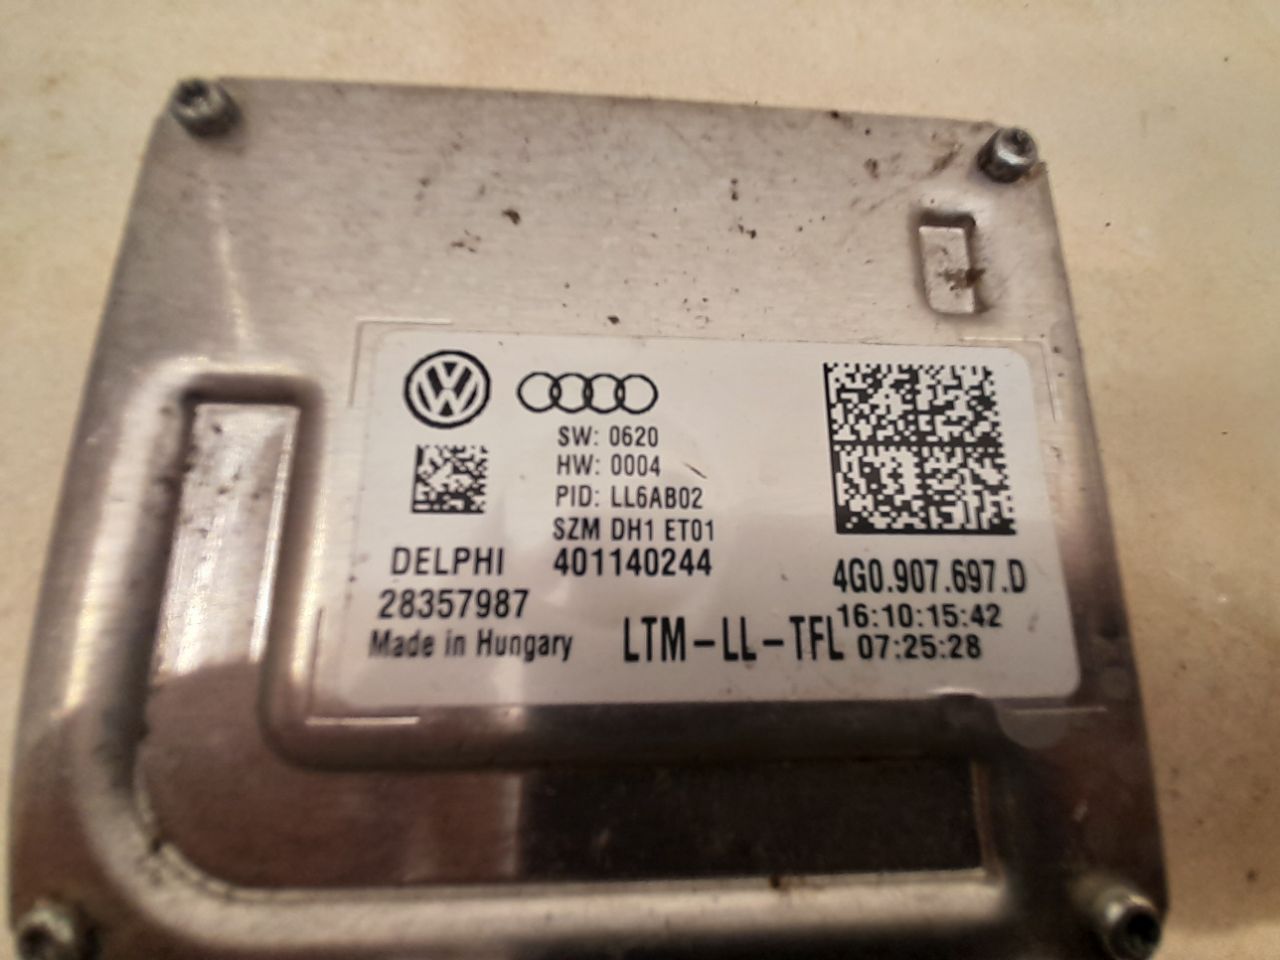 SW: 0620
HW: 0004
PID: LL6AB02
SZM DH1 ET01
DELPHI 401140244
28357987
Made in Hungary
LTM-LL-TFL
4G0.907.697.D
16:10:15:42
07:25:28